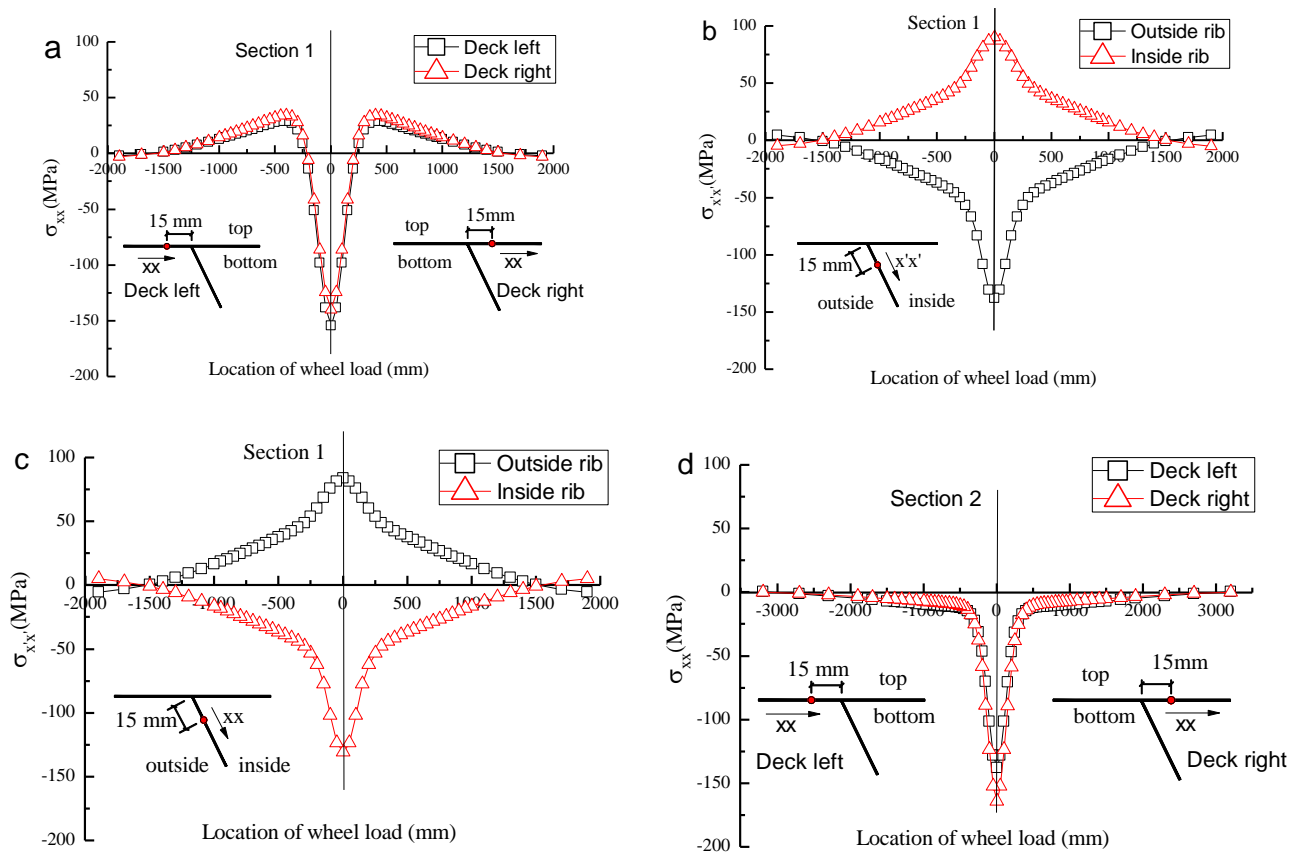 a
Section 1
Deck left
Deck right
100
50
0
-50
-100
-150
-200
-2000 -1500 -1000 -500 0 500 1000 1500 2000
σxx(MPa)
15 mm
top
bottom
xx
Deck left
15mm
top
bottom
xx
Deck right
Location of wheel load (mm)
b
Section 1
Outside rib
Inside rib
100
50
0
-50
-100
-150
-200
-2000 -1500 -1000 -500 0 500 1000 1500 2000
σx'x'(MPa)
15 mm
x'x'
outside inside
Location of wheel load (mm)
c
Section 1
Outside rib
Inside rib
100
50
0
-50
-100
-150
-200
-2000 -1500 -1000 -500 0 500 1000 1500 2000
σx'x'(MPa)
15 mm
xx
outside inside
Location of wheel load (mm)
d
Section 2
Deck left
Deck right
100
50
0
-50
-100
-150
-200
-3000 -2000 -1000 0 1000 2000 3000
σxx(MPa)
15 mm
top
bottom
xx
Deck left
15mm
top
bottom
xx
Deck right
Location of wheel load (mm)